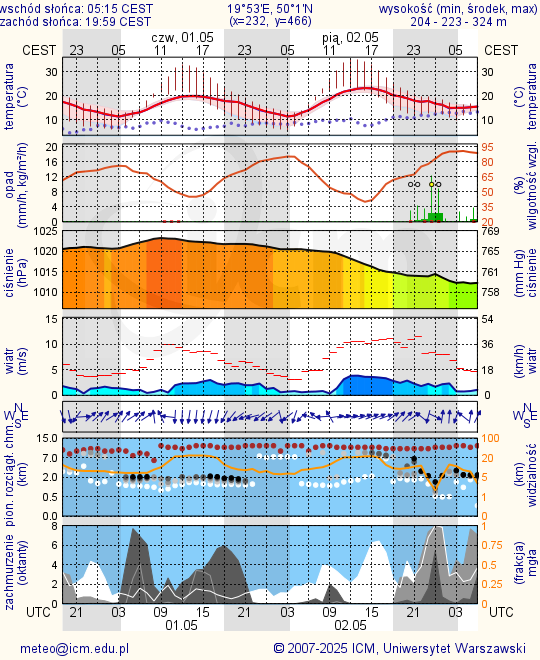 wschód słońca: 05:15 CEST 19°53'E, 50°1'N wysokość (min, środek, max)
zachód słońca: 19:59 CEST (x=232, y=466) 204 - 223 - 324 m
czw, 01.05 pią, 02.05
CEST 23 05 11 17 23 05 11 17 23 05 CEST
temperatura (°C)
30
20
10
30
20
10
(°C) temperatura
opad (mm/h, kg/m²/h)
20
16
12
8
4
0
95
80
65
50
35
20
(%) wilgotność wzgl.
ciśnienie (hPa)
1025
1020
1015
1010
769
765
761
758
(mm Hg) ciśnienie
wiatr (m/s)
15
10
5
0
54
36
18
0
(km/h) wiatr
N
W E
S
N
W E
S
pion. rozciągł. chm. (km)
15.0
7.0
2.0
0.5
0.0
100
20
5
1
0
(km) widzialność
zachmurzenie (oktanty)
8
6
4
2
0
1
0.75
0.5
0.25
0
(frakcja) mgła
UTC 21 03 09 15 21 03 09 15 21 03 UTC
01.05 02.05
meteo@icm.edu.pl © 2007-2025 ICM, Uniwersytet Warszawski